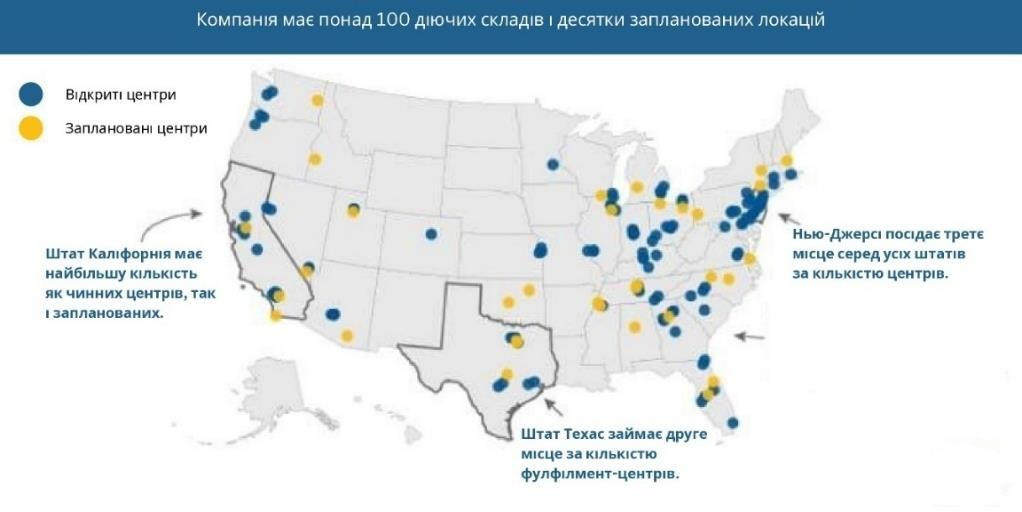 Компанія має понад 100 діючих складів і десятки запланованих локацій
Відкриті центри
Заплановані центри
Штат Каліфорнія має
найбільшу кількість
як чинних центрів, так
і запланованих.
Нью-Джерсі посідає третє
місце серед усіх штатів
за кількістю центрів.
Штат Техас займає друге
місце за кількістю
фулфілмент-центрів.